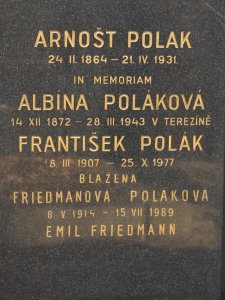 ARNOŠT POLAK
24 II. 1864 - 21. IV. 1931.
IN MEMORIAM
ALBÍNA POLÁKOVÁ
14 XII. 1872 - 28. III. 1943 V TEREZÍNĚ
FRANTIŠEK POLÁK
8. III 1907 - 25. X 1977
BLAŽENA
FRIEDMANOVÁ POLÁKOVÁ
8 V 1914 - 15 VII 1989
EMIL FRIEDMANN